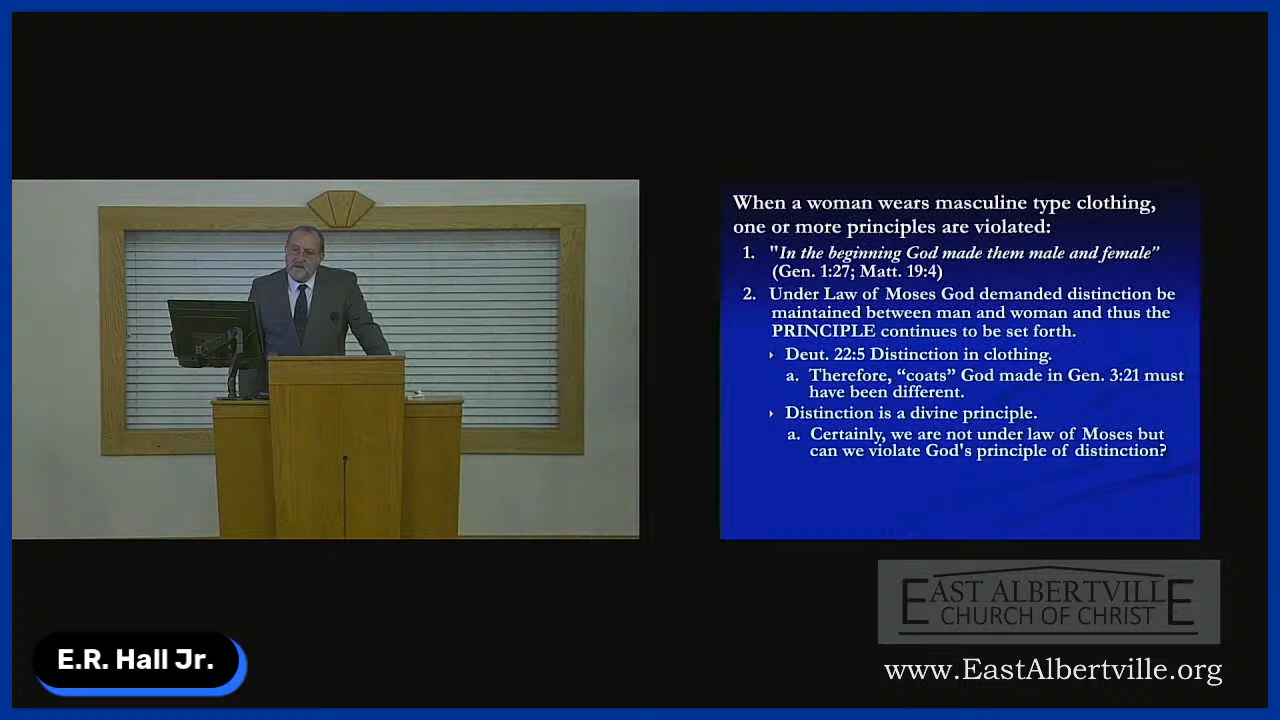 When a woman wears masculine type clothing,
one or more principles are violated:
1. "In the beginning God made them male and female”
(Gen. 1:27; Matt. 19:4)
2. Under Law of Moses God demanded distinction be
maintained between man and woman and thus the
PRINCIPLE continues to be set forth.
Deut. 22:5 Distinction in clothing.
a. Therefore, “coats” God made in Gen. 3:21 must
have been different.
Distinction is a divine principle.
a. Certainly, we are not under law of Moses but
can we violate God's principle of distinction?
EAST ALBERTVILLE
CHURCH OF CHRIST
www.EastAlbertville.org
E.R. Hall Jr.